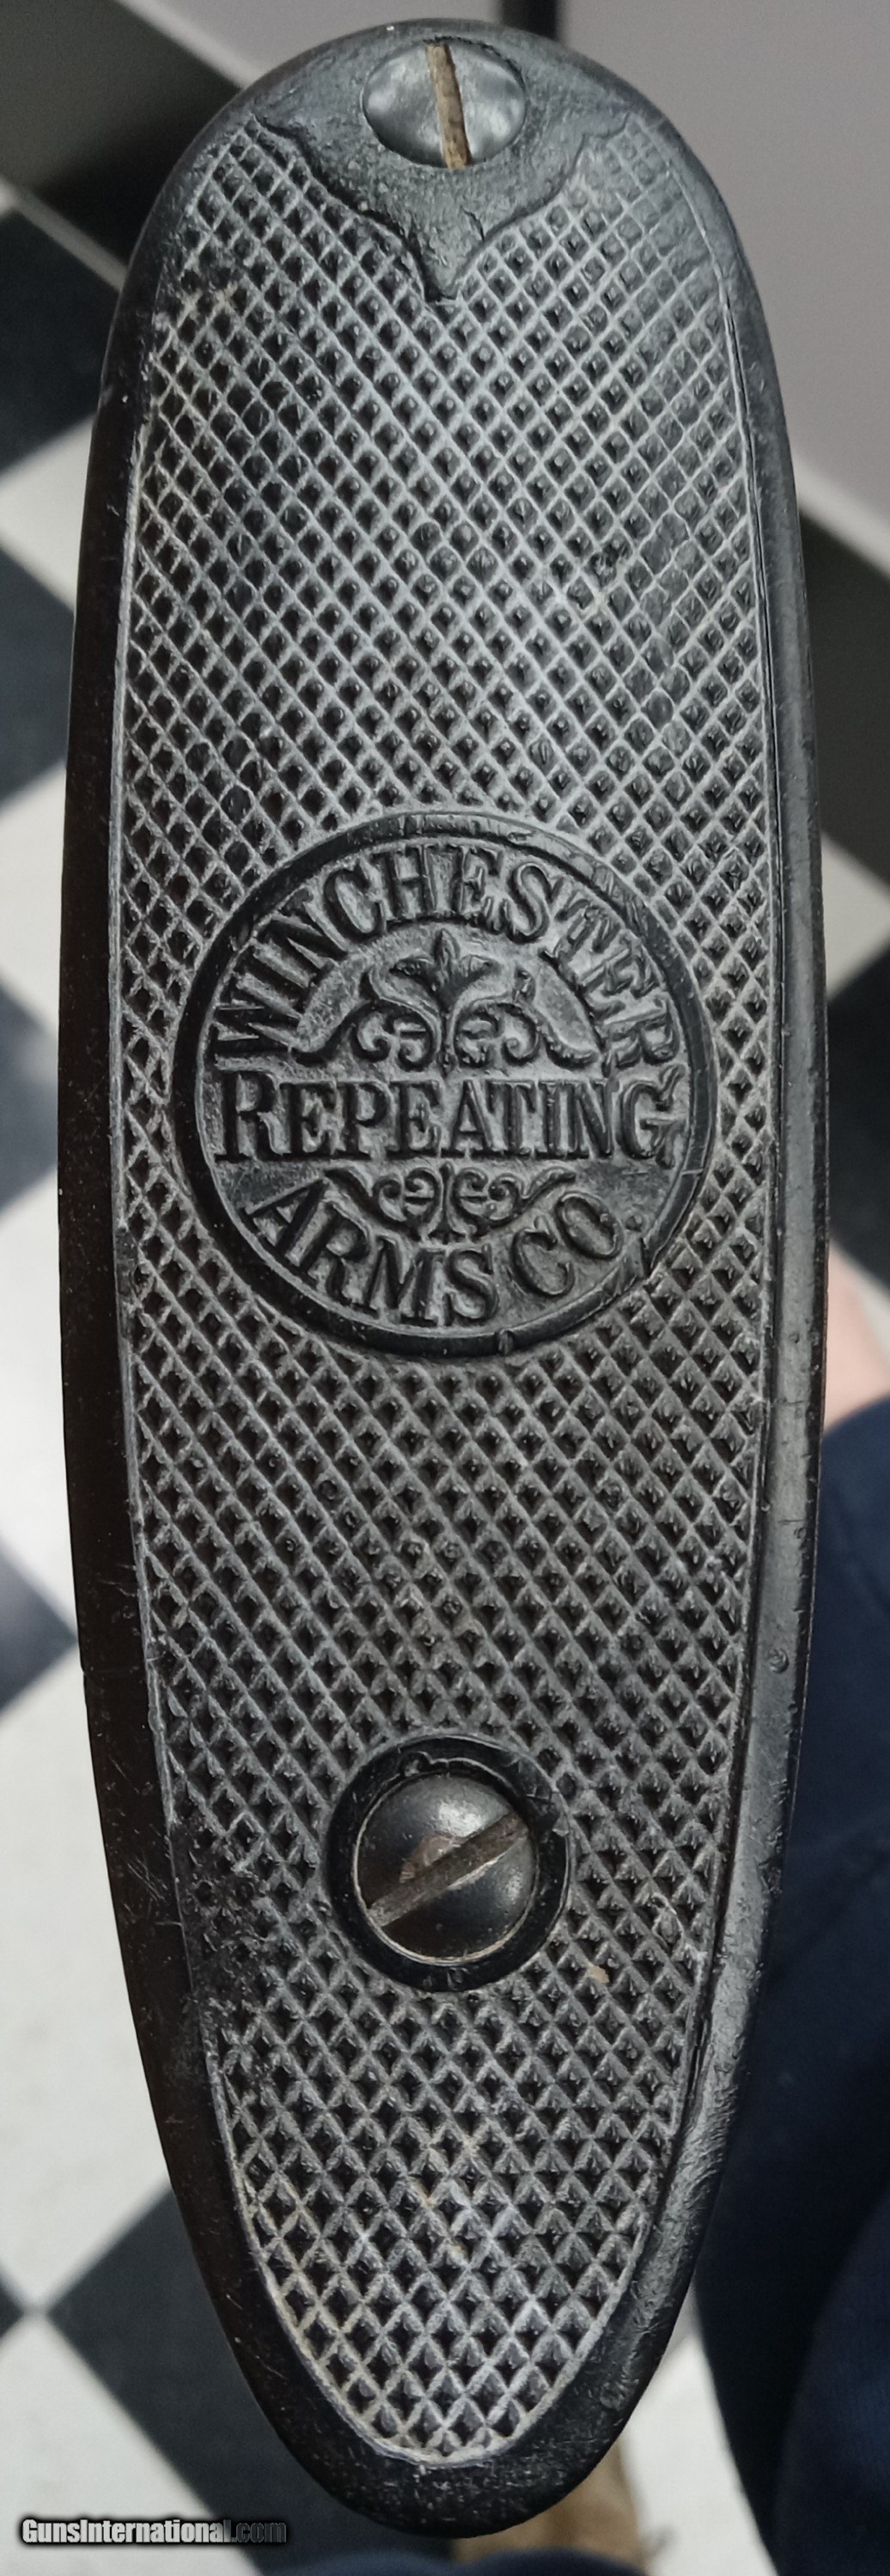 WINCHESTER
REPEATING
ARMS CO.
GunsInternational.com